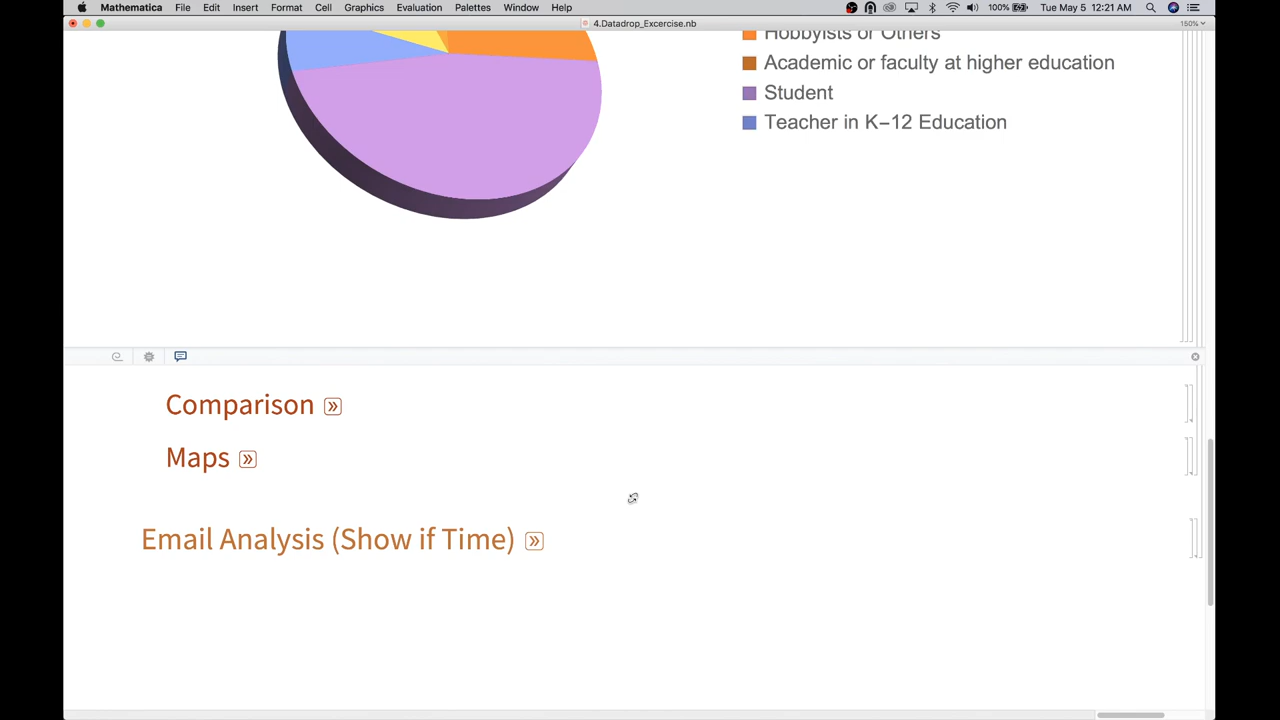 Mathematica File Edit Insert Format Cell Graphics Evaluation Palettes Window Help 100% Tue May 5 12:21 AM
4.Datadrop_Excercise.nb 150%
Hobbyists or Others
Academic or faculty at higher education
Student
Teacher in K–12 Education
Comparison
Maps
Email Analysis (Show if Time)